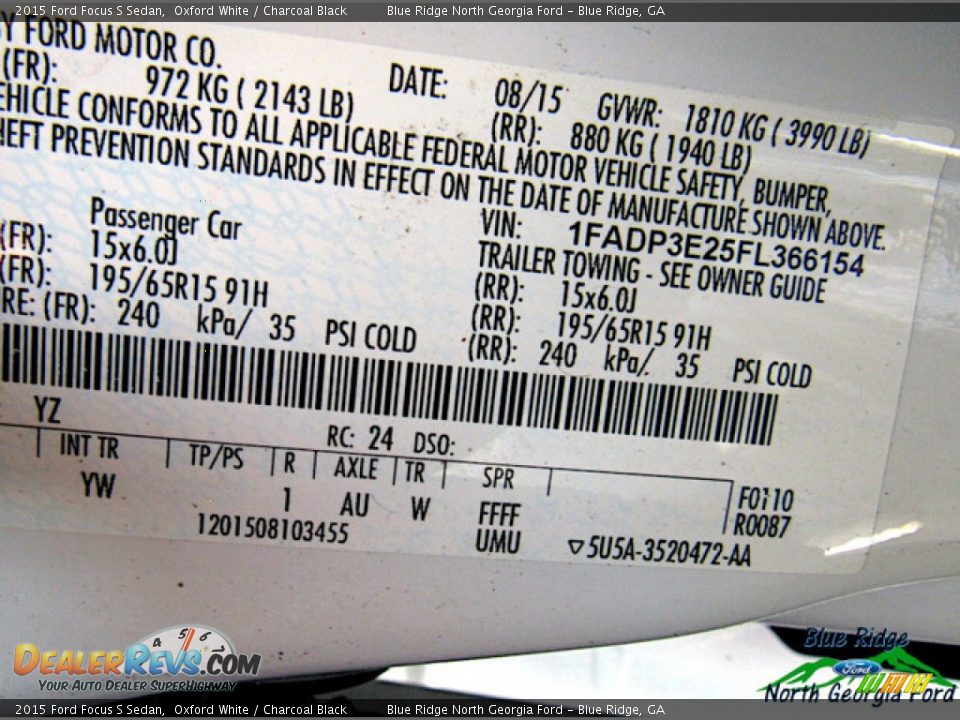 2015 Ford Focus S Sedan,  Oxford White / Charcoal Black        Blue Ridge North Georgia Ford - Blue Ridge, GA
Y FORD MOTOR CO.
DATE: 08/15 GVWR: 1810 KG ( 3990 LB)
(FR): 972 KG ( 2143 LB) (RR): 880 KG ( 1940 LB)
EHICLE CONFORMS TO ALL APPLICABLE FEDERAL MOTOR VEHICLE SAFETY, BUMPER,
HEFT PREVENTION STANDARDS IN EFFECT ON THE DATE OF MANUFACTURE SHOWN ABOVE.
VIN: 1FADP3E25FL366154
Passenger Car TRAILER TOWING - SEE OWNER GUIDE
(FR): 15x6.0J (RR): 15x6.0J
(FR): 195/65R15 91H (RR): 195/65R15 91H
RE: (FR): 240 kPa/ 35 PSI COLD (RR): 240 kPa/. 35 PSI COLD
: YZ RC: 24 DSO:
INT TR TP/PS R AXLE TR SPR
YW 1 AU W FFFF F0110
1201508103455 UMU R0087
▽5U5A-3520472-AA
4 5 6
DEALERREVS.COM
YOUR AUTO DEALER SUPERHIGHWAY
Blue Ridge
Ford
North Georgia Ford
2015 Ford Focus S Sedan,  Oxford White / Charcoal Black        Blue Ridge North Georgia Ford - Blue Ridge, GA